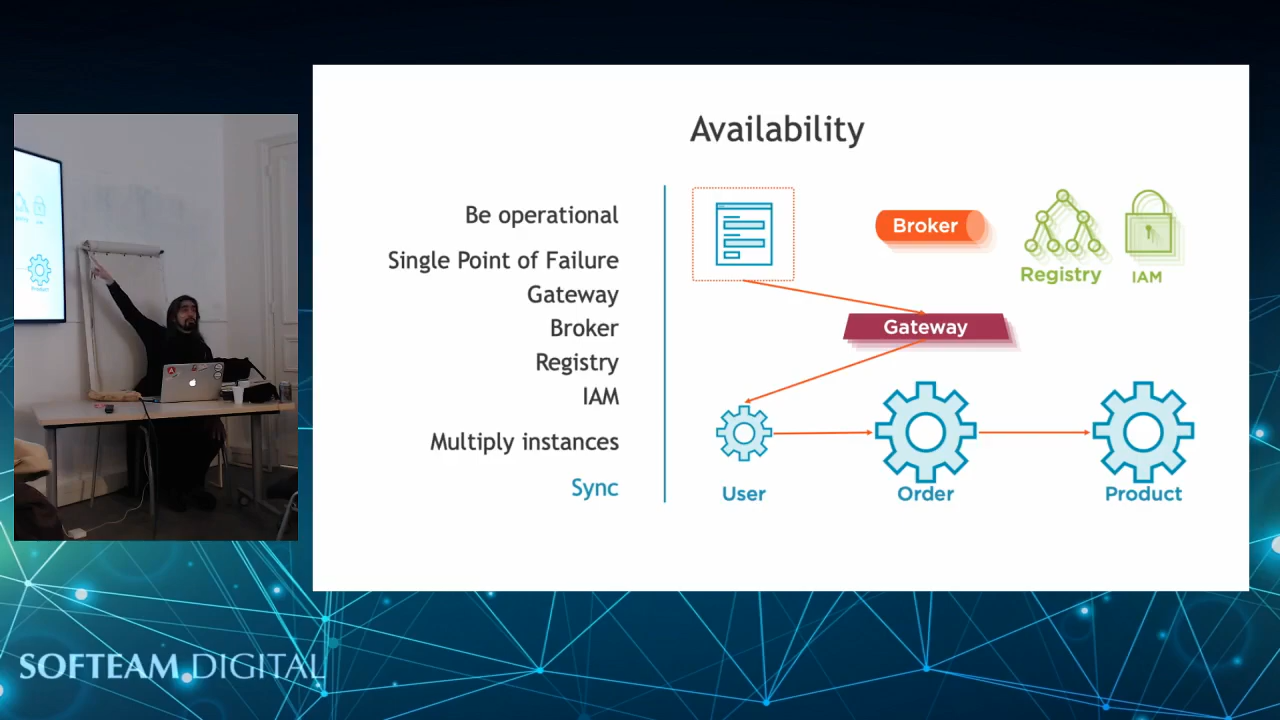 Availability
Be operational
Single Point of Failure
Gateway
Broker
Registry
IAM
Multiply instances
Sync
Broker
Registry
IAM
Gateway
User
Order
Product
SOFTEAM DIGITAL
Product